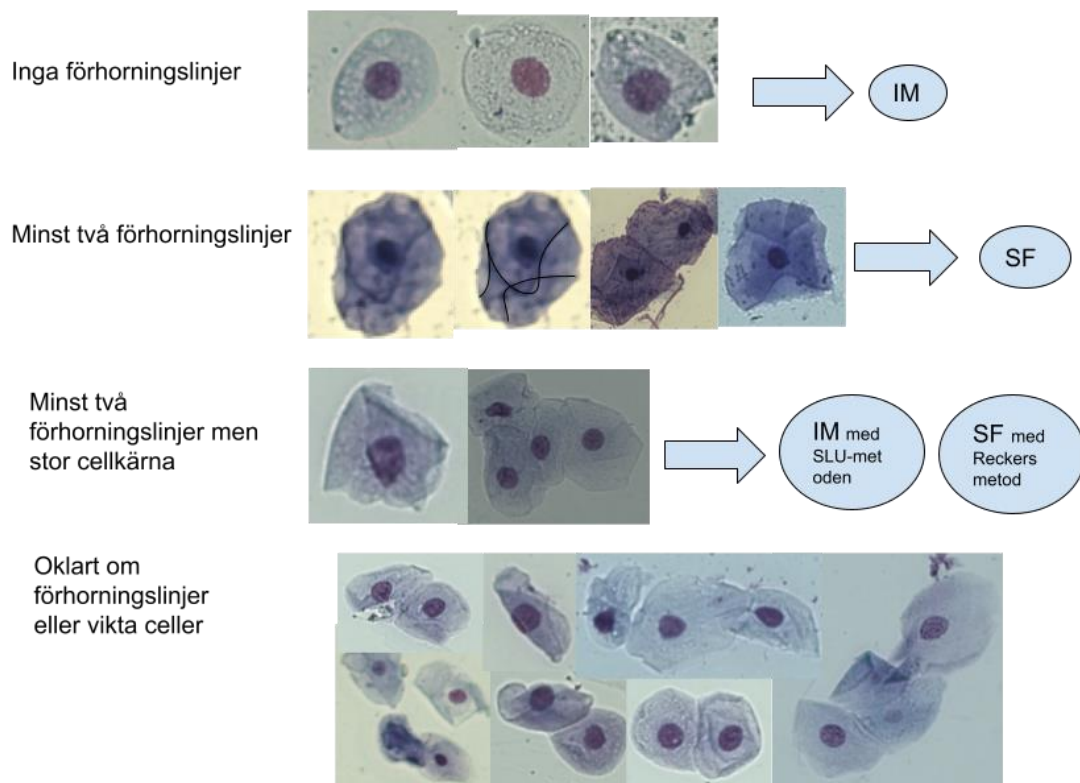 Inga förhorningslinjer
IM
Minst två förhorningslinjer
SF
Minst två
förhorningslinjer men
stor cellkärna
IM med
SLU-met
oden
SF med
Reckers
metod
Oklart om
förhorningslinjer
eller vikta celler